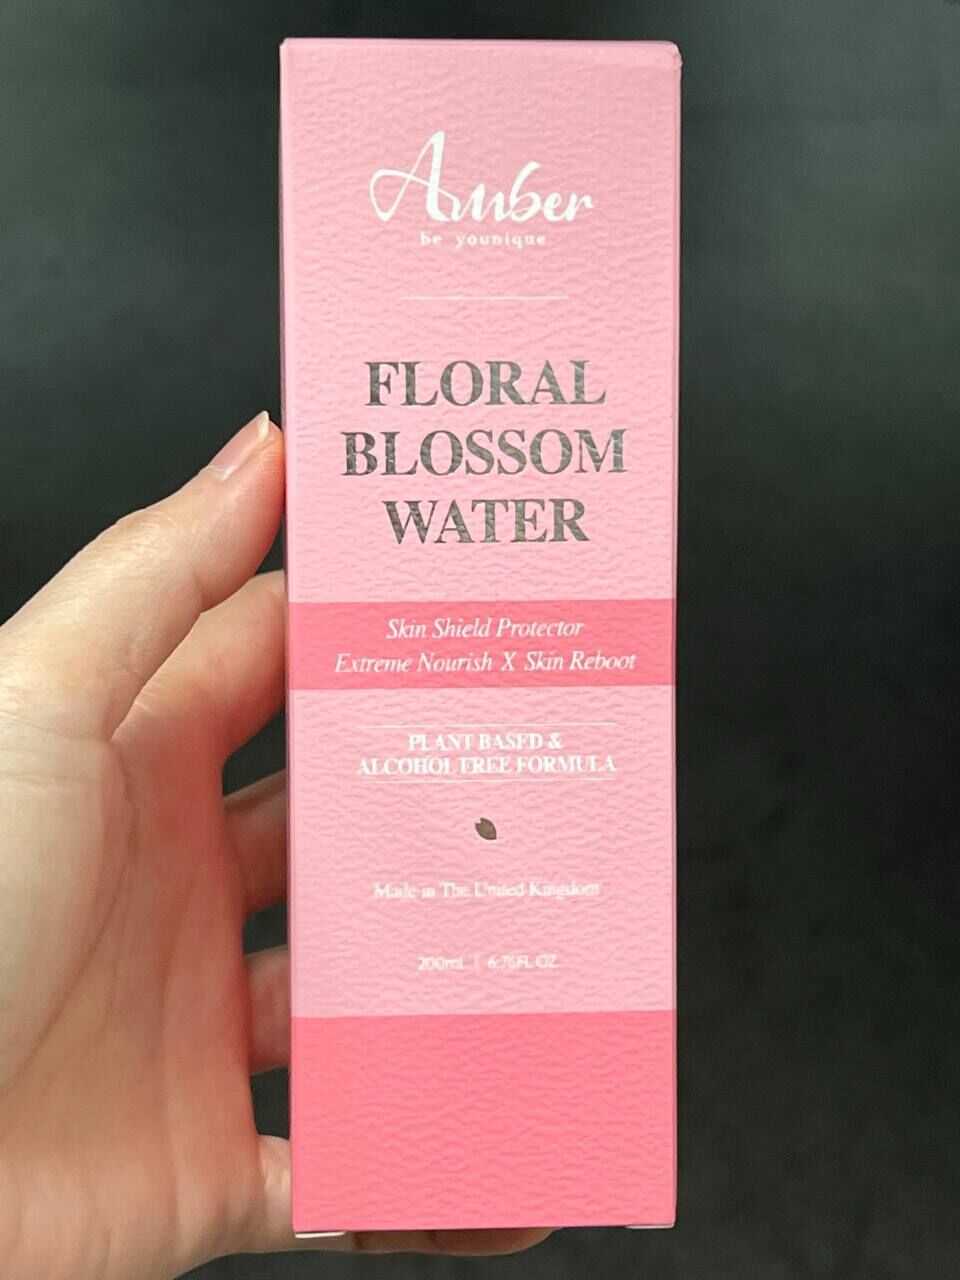 Amber
be younique
FLORAL
BLOSSOM
WATER
Skin Shield Protector
Extreme Nourish X Skin Reboot
PLANT BASED &
ALCOHOL FREE FORMULA
Made in The United Kingdom
200mL | 6.76FL OZ